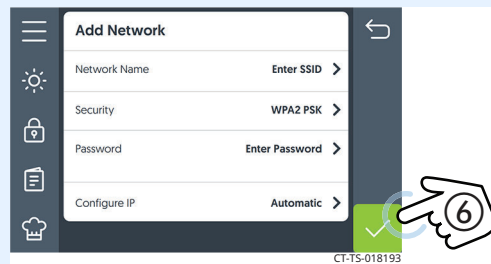 Add Network
Network Name Enter SSID
Security WPA2 PSK
Password Enter Password
Configure IP Automatic
6
CT-TS-018193